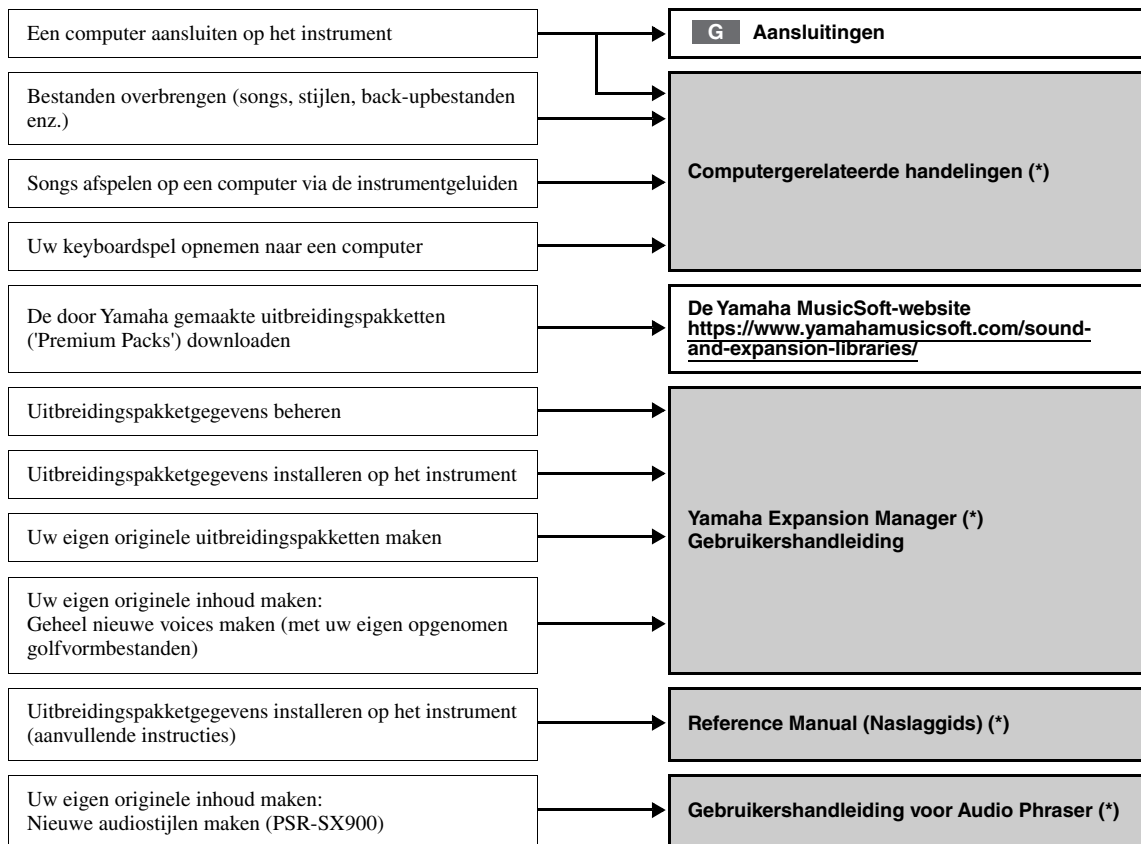 Een computer aansluiten op het instrument
G Aansluitingen
Bestanden overbrengen (songs, stijlen, back-upbestanden
enz.)
Songs afspelen op een computer via de instrumentgeluiden
Uw keyboardspel opnemen naar een computer
Computergerelateerde handelingen (*)
De door Yamaha gemaakte uitbreidingspakketten
('Premium Packs') downloaden
De Yamaha MusicSoft-website
https://www.yamahamusicsoft.com/sound-
and-expansion-libraries/
Uitbreidingspakketgegevens beheren
Uitbreidingspakketgegevens installeren op het instrument
Uw eigen originele uitbreidingspakketten maken
Uw eigen originele inhoud maken:
Geheel nieuwe voices maken (met uw eigen opgenomen
golfvormbestanden)
Yamaha Expansion Manager (*)
Gebruikershandleiding
Uitbreidingspakketgegevens installeren op het instrument
(aanvullende instructies)
Reference Manual (Naslaggids) (*)
Uw eigen originele inhoud maken:
Nieuwe audiostijlen maken (PSR-SX900)
Gebruikershandleiding voor Audio Phraser (*)